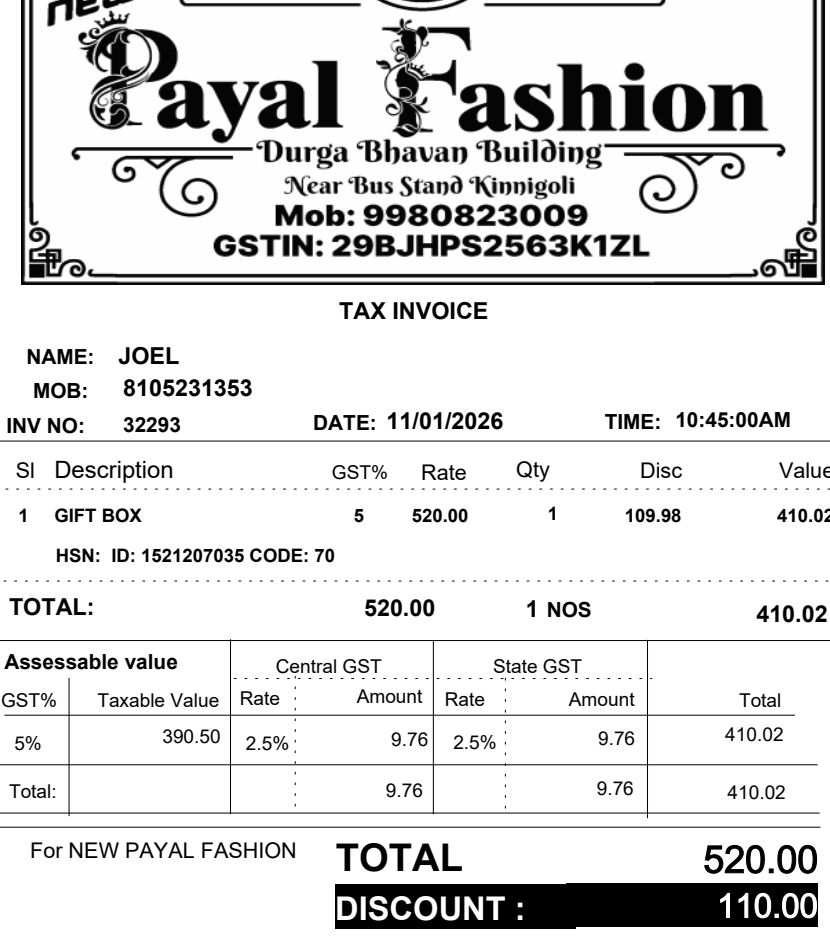 new
Payal Fashion
Durga Bhavan Building
Near Bus Stand Kinnigoli
Mob: 9980823009
GSTIN: 29BJHPS2563K1ZL
TAX INVOICE
NAME: JOEL
MOB: 8105231353
INV NO: 32293 DATE: 11/01/2026 TIME: 10:45:00AM
Sl Description GST% Rate Qty Disc Value
1 GIFT BOX 5 520.00 1 109.98 410.02
HSN: ID: 1521207035 CODE: 70
TOTAL: 520.00 1 NOS 410.02
Assessable value Central GST State GST
GST% Taxable Value Rate Amount Rate Amount Total
5% 390.50 2.5% 9.76 2.5% 9.76 410.02
Total: 9.76 9.76 410.02
For NEW PAYAL FASHION TOTAL 520.00
DISCOUNT : 110.00